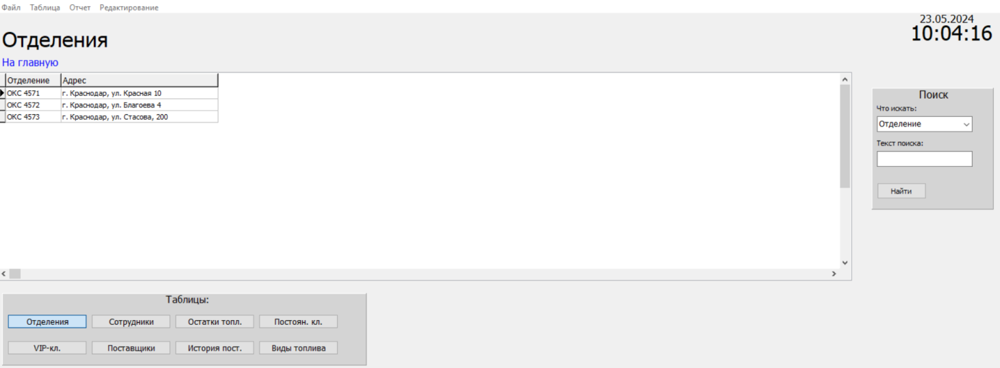 Файл Таблица Отчет Редактирование
23.05.2024
10:04:16
Отделения
На главную
Отделение Адрес
ОКС 4571 г. Краснодар, ул. Красная 10
ОКС 4572 г. Краснодар, ул. Благоева 4
ОКС 4573 г. Краснодар, ул. Стасова, 200
Поиск
Что искать:
Отделение
Текст поиска:
Найти
Таблицы:
Отделения Сотрудники Остатки топл. Постоян. кл.
VIP-кл. Поставщики История пост. Виды топлива